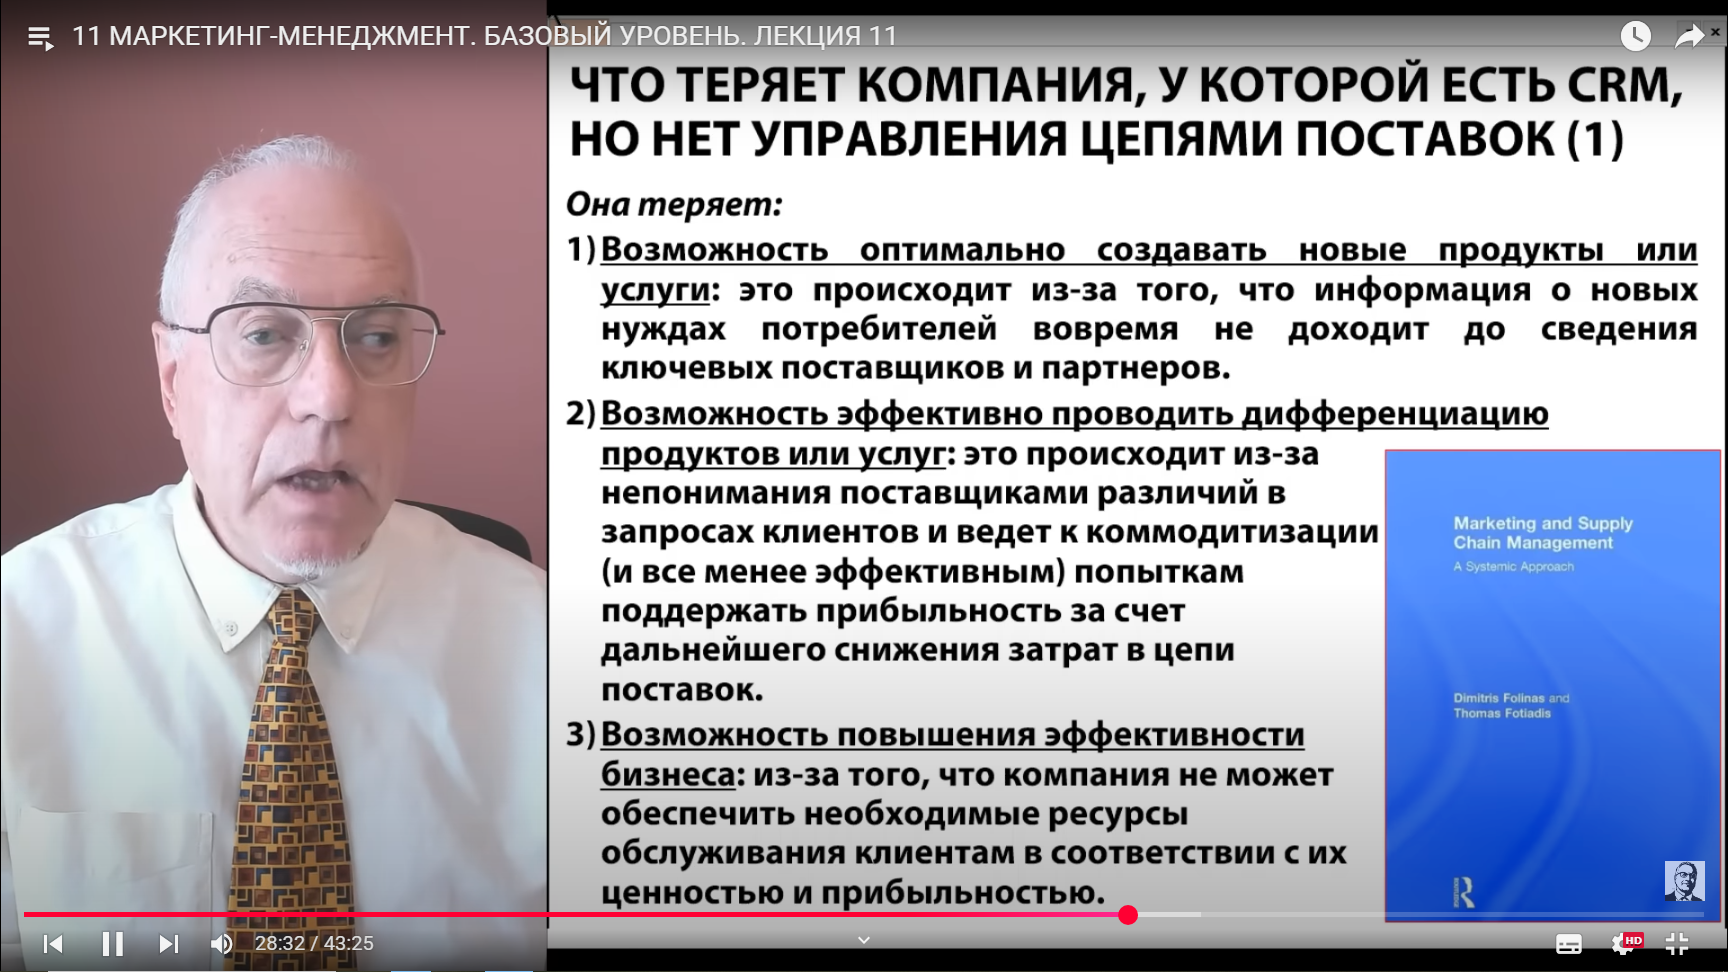 11 МАРКЕТИНГ-МЕНЕДЖМЕНТ. БАЗОВЫЙ УРОВЕНЬ. ЛЕКЦИЯ 11
ЧТО ТЕРЯЕТ КОМПАНИЯ, У КОТОРОЙ ЕСТЬ CRM,
НО НЕТ УПРАВЛЕНИЯ ЦЕПЯМИ ПОСТАВОК (1)
Она теряет:
1) Возможность оптимально создавать новые продукты или
услуги: это происходит из-за того, что информация о новых
нуждах потребителей вовремя не доходит до сведения
ключевых поставщиков и партнеров.
2) Возможность эффективно проводить дифференциацию
продуктов или услуг: это происходит из-за
непонимания поставщиками различий в
запросах клиентов и ведет к коммодитизации
(и все менее эффективным) попыткам
поддержать прибыльность за счет
дальнейшего снижения затрат в цепи
поставок.
3) Возможность повышения эффективности
бизнеса: из-за того, что компания не может
обеспечить необходимые ресурсы
обслуживания клиентам в соответствии с их
ценностью и прибыльностью.
Marketing and Supply
Chain Management
A Systemic Approach
Dimitris Folinas and
Thomas Fotiadis
R
28:32 / 43:25
HD